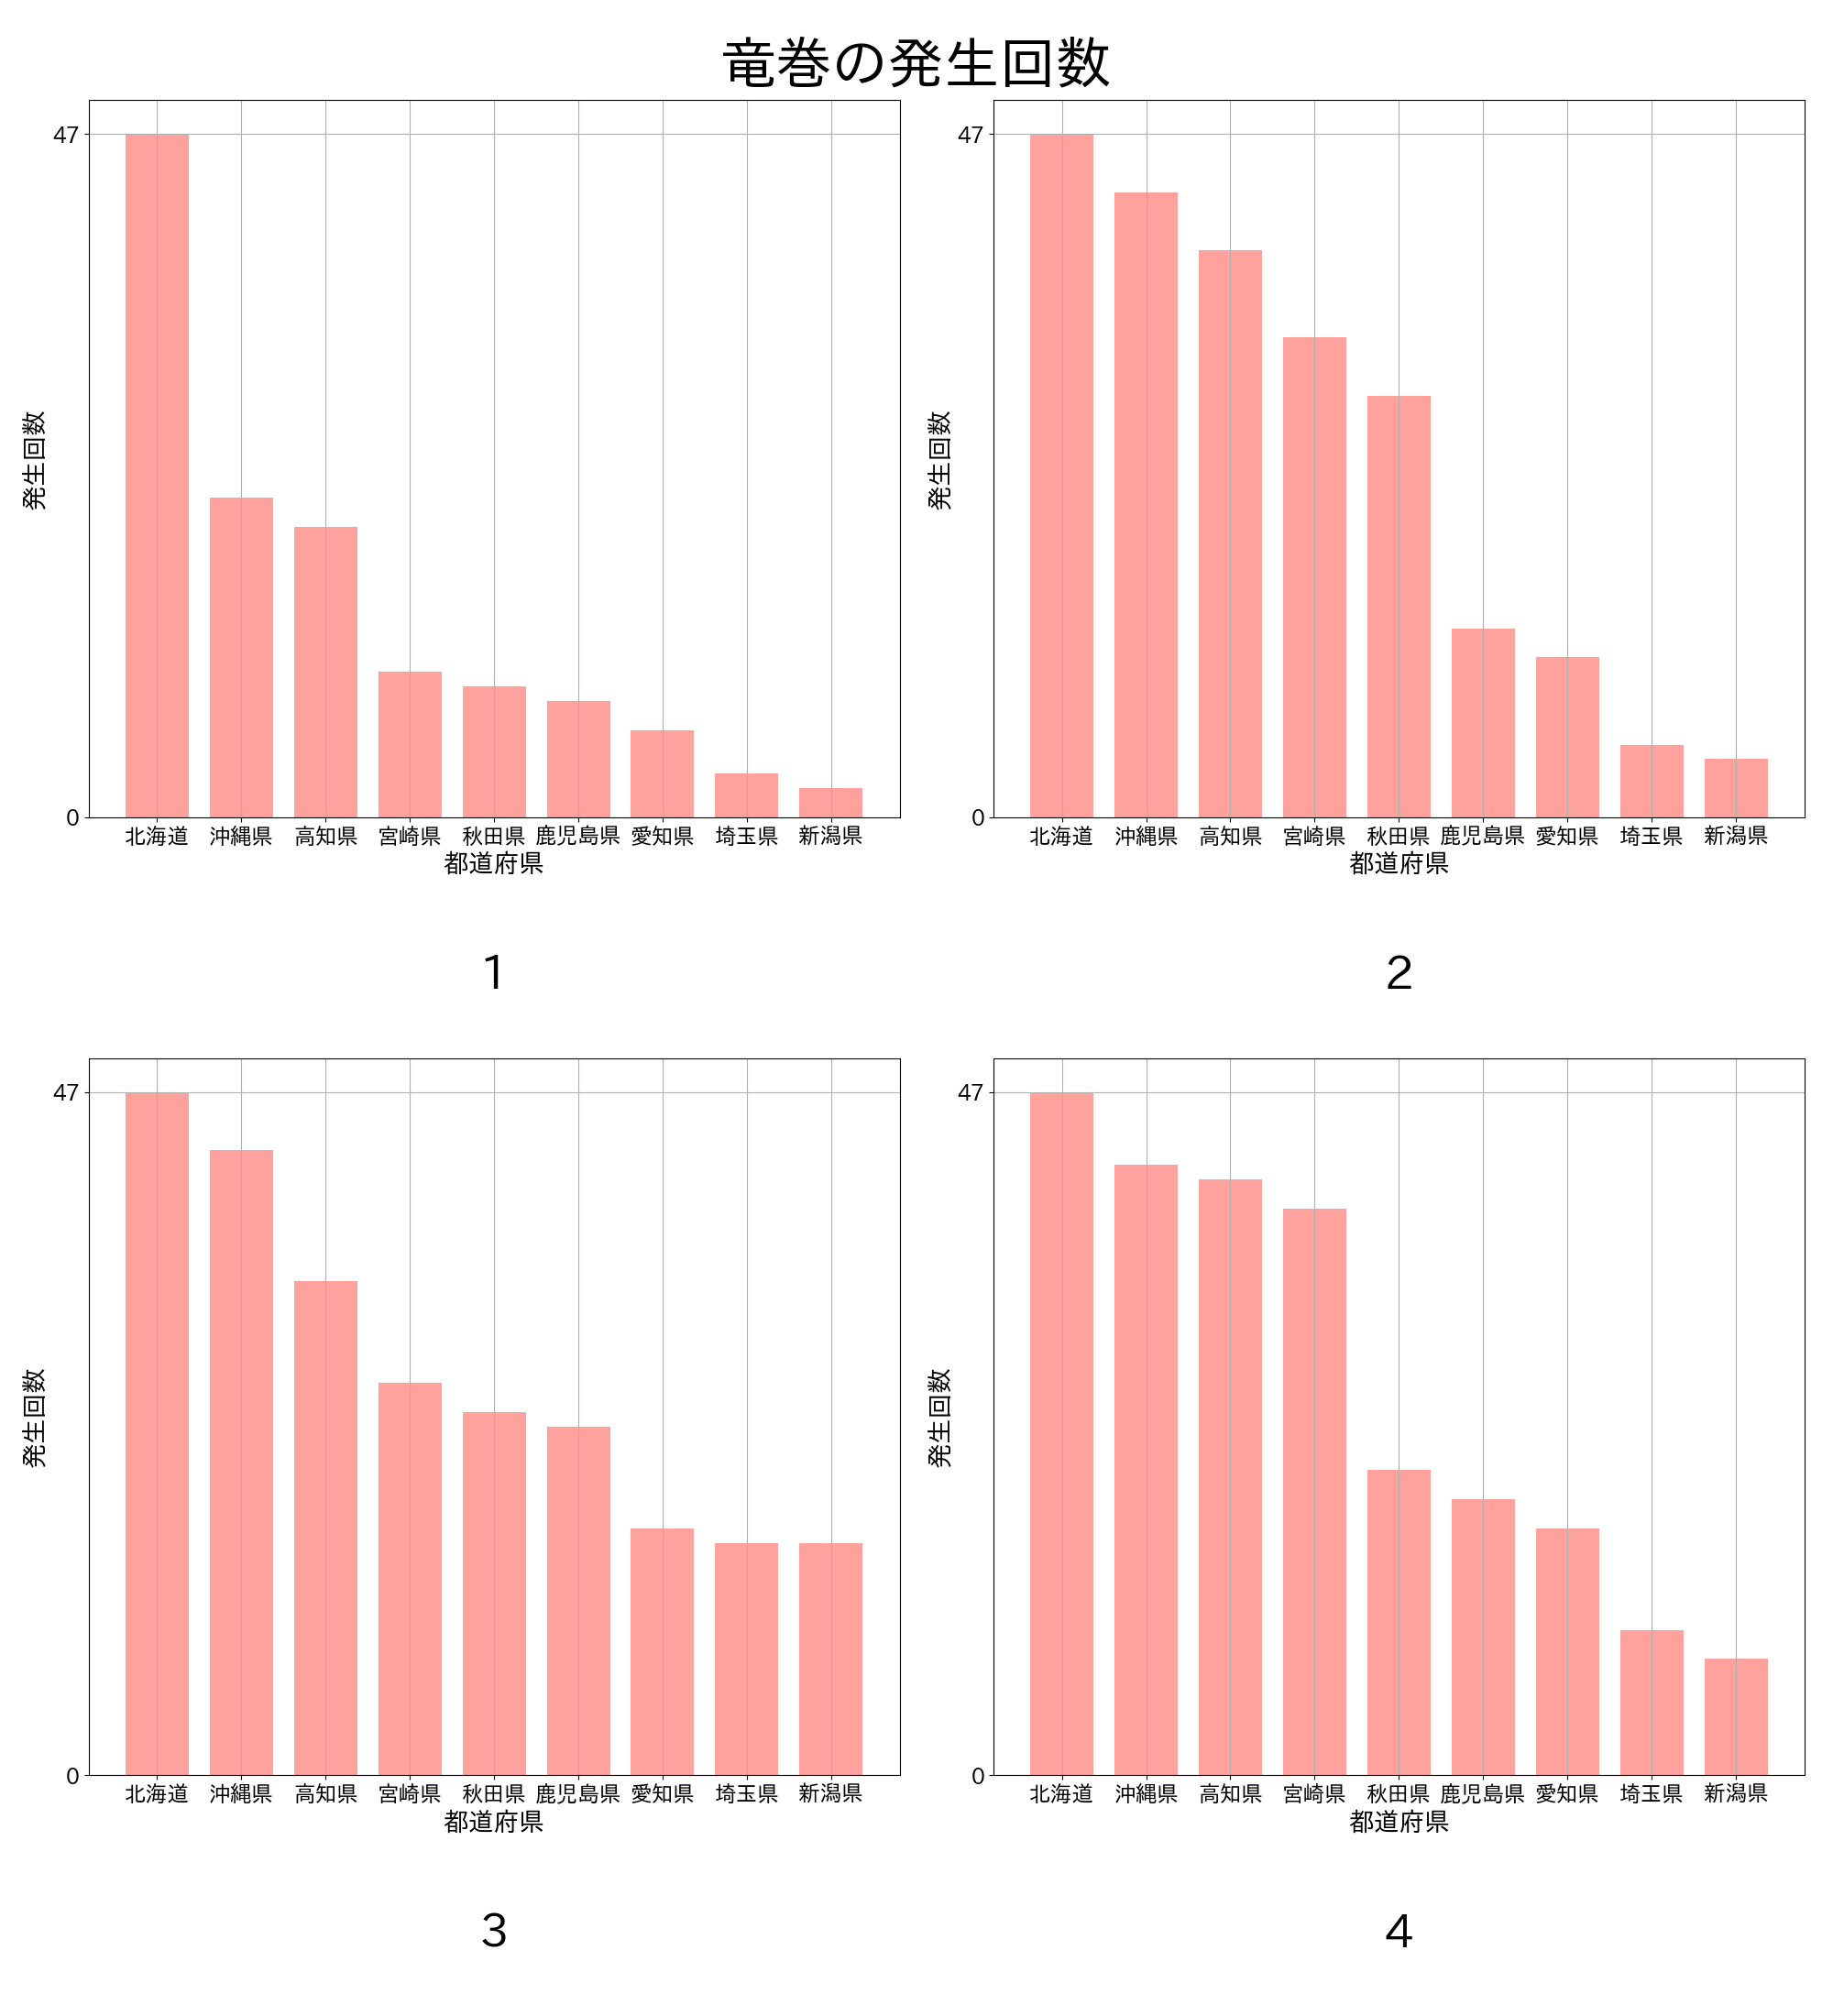 竜巻の発生回数
47
発生回数
0
北海道 沖縄県 高知県 宮崎県 秋田県 鹿児島県 愛知県 埼玉県 新潟県
都道府県
1
47
発生回数
0
北海道 沖縄県 高知県 宮崎県 秋田県 鹿児島県 愛知県 埼玉県 新潟県
都道府県
2
47
発生回数
0
北海道 沖縄県 高知県 宮崎県 秋田県 鹿児島県 愛知県 埼玉県 新潟県
都道府県
3
47
発生回数
0
北海道 沖縄県 高知県 宮崎県 秋田県 鹿児島県 愛知県 埼玉県 新潟県
都道府県
4